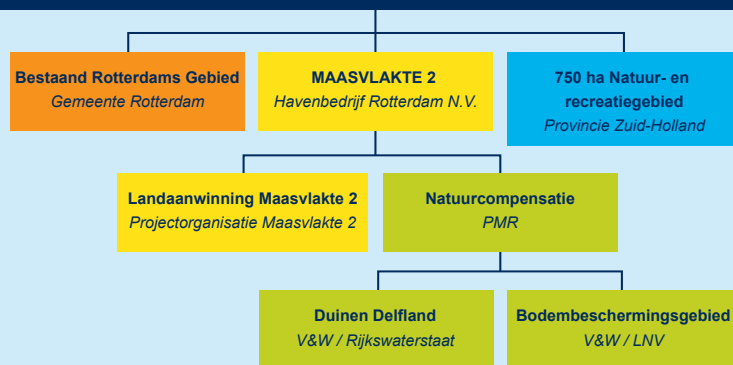 Bestaand Rotterdams Gebied
Gemeente Rotterdam
MAASVLAKTE 2
Havenbedrijf Rotterdam N.V.
750 ha Natuur- en
recreatiegebied
Provincie Zuid-Holland
Landaanwinning Maasvlakte 2
Projectorganisatie Maasvlakte 2
Natuurcompensatie
PMR
Duinen Delfland
V&W / Rijkswaterstaat
Bodembeschermingsgebied
V&W / LNV